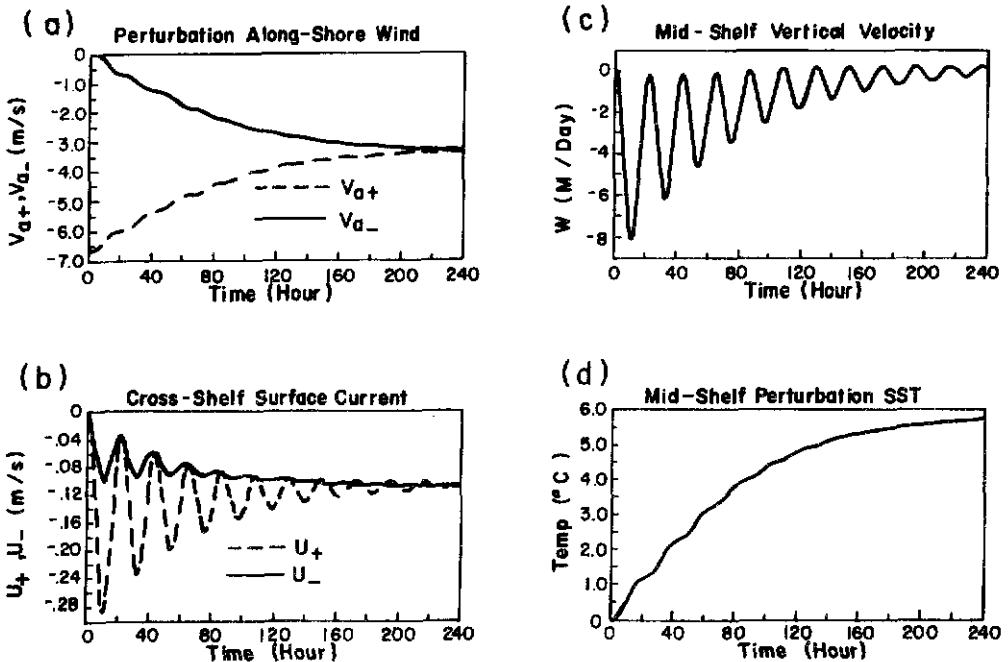 (a)
Perturbation Along-Shore Wind
Va+, Va- (m/s)
0
-1.0
-2.0
-3.0
-4.0
-5.0
-6.0
-7.0
Va+
Va-
0 40 80 120 160 200 240
Time (Hour)
(c)
Mid-Shelf Vertical Velocity
W (M/Day)
0
-2
-4
-6
-8
0 40 80 120 160 200 240
Time (Hour)
(b)
Cross-Shelf Surface Current
U+, U- (m/s)
0
-.04
-.08
-.12
-.16
-.20
-.24
-.28
U+
U-
0 40 80 120 160 200 240
Time (Hour)
(d)
Mid-Shelf Perturbation SST
Temp (°C)
6.0
5.0
4.0
3.0
2.0
1.0
0
0 40 80 120 160 200 240
Time (Hour)